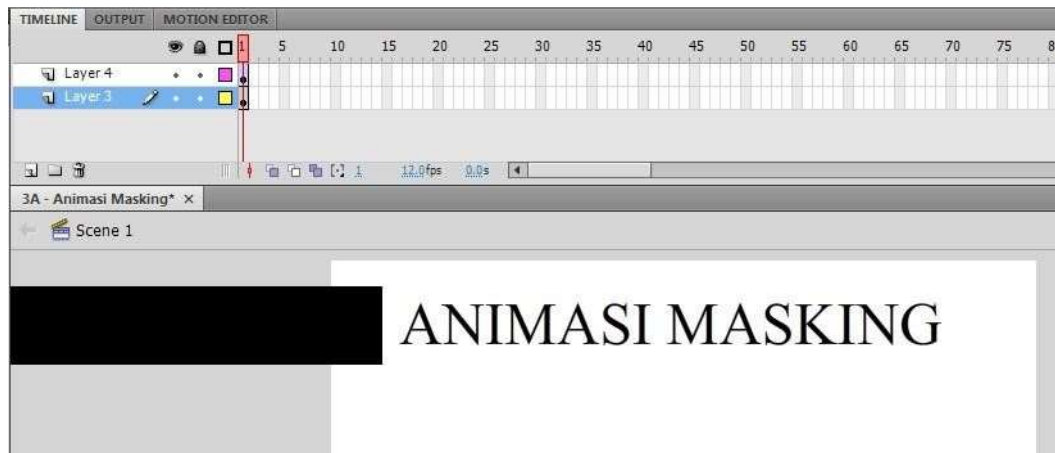 TIMELINE OUTPUT MOTION EDITOR
1 5 10 15 20 25 30 35 40 45 50 55 60 65 70 75 8
Layer 4
Layer 3
1 12.0fps 0.0s
3A - Animasi Masking* ×
Scene 1
ANIMASI MASKING